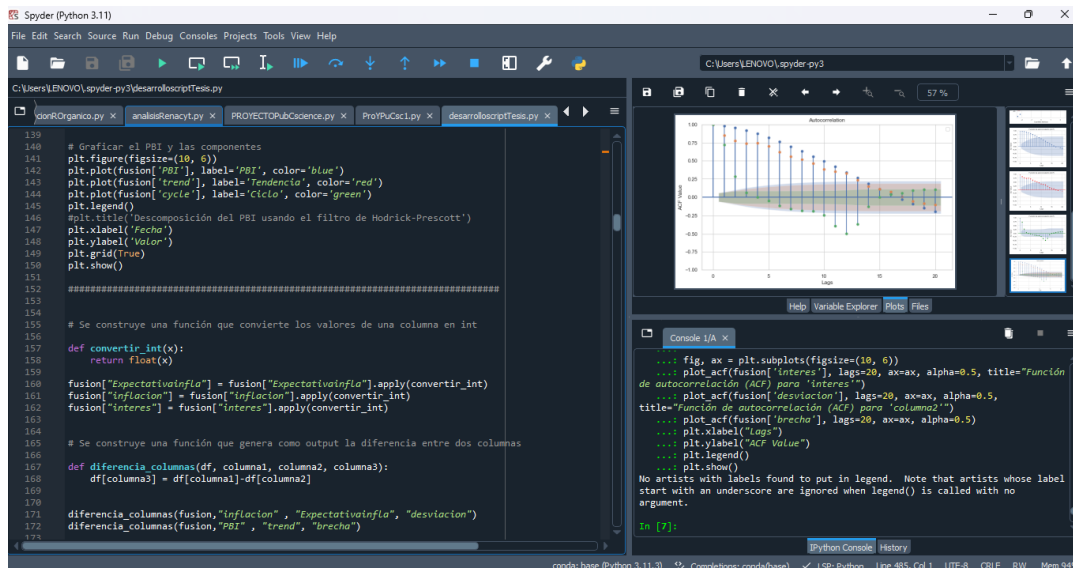 Spyder (Python 3.11)
File Edit Search Source Run Debug Consoles Projects Tools View Help
C:\Users\LENOVO\.spyder-py3
C:\Users\LENOVO\.spyder-py3\desarrolloscriptTesis.py
cionROrganico.py analisisRenacyt.py PROYECTOPubCscience.py ProYPuCsc1.py desarrolloscriptTesis.py
139
140 # Graficar el PBI y las componentes
141 plt.figure(figsize=(10, 6))
142 plt.plot(fusion['PBI'], label='PBI', color='blue')
143 plt.plot(fusion['trend'], label='Tendencia', color='red')
144 plt.plot(fusion['cycle'], label='Ciclo', color='green')
145 plt.legend()
146 #plt.title('Descomposición del PBI usando el filtro de Hodrick-Prescott')
147 plt.xlabel('Fecha')
148 plt.ylabel('Valor')
149 plt.grid(True)
150 plt.show()
151
152 ##############################################################################
153
154
155 # Se construye una función que convierte los valores de una columna en int
156
157 def convertir_int(x):
158 return float(x)
159
160 fusion["Expectativainfla"] = fusion["Expectativainfla"].apply(convertir_int)
161 fusion["inflacion"] = fusion["inflacion"].apply(convertir_int)
162 fusion["interes"] = fusion["interes"].apply(convertir_int)
163
164
165 # Se construye una función que genera como output la diferencia entre dos columnas
166
167 def diferencia_columnas(df, columna1, columna2, columna3):
168 df[columna3] = df[columna1]-df[columna2]
169
170
171 diferencia_columnas(fusion,"inflacion" , "Expectativainfla", "desviacion")
172 diferencia_columnas(fusion,"PBI" , "trend", "brecha")
173
57 %
Autocorrelation
1.00
0.75
0.50
0.25
0.00
-0.25
-0.50
-0.75
-1.00
ACF Value
0 5 10 15 20
Lags
Help Variable Explorer Plots Files
Console 1/A
...:
...: fig, ax = plt.subplots(figsize=(10, 6))
...: plot_acf(fusion['interes'], lags=20, ax=ax, alpha=0.5, title="Función
de autocorrelación (ACF) para 'interes'")
...: plot_acf(fusion['desviacion'], lags=20, ax=ax, alpha=0.5,
title="Función de autocorrelación (ACF) para 'columna2'")
...: plot_acf(fusion['brecha'], lags=20, ax=ax, alpha=0.5)
...: plt.xlabel("Lags")
...: plt.ylabel("ACF Value")
...: plt.legend()
...: plt.show()
No artists with labels found to put in legend. Note that artists whose label
start with an underscore are ignored when legend() is called with no
argument.
In [7]:
IPython Console History
conda: base (Python 3.11.3) Completions: conda(base) LSP: Python Line 485, Col 1 UTF-8 CRLF RW Mem 94%